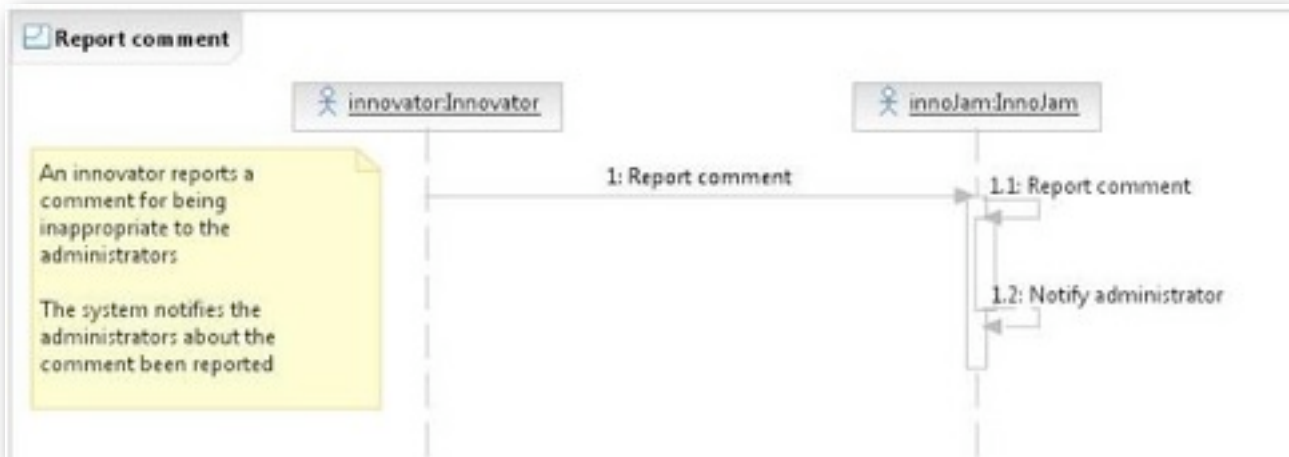 Report comment
innovator:Innovator
innoJam:InnoJam
An innovator reports a
comment for being
inappropriate to the
administrators
The system notifies the
administrators about the
comment been reported
1: Report comment
1.1: Report comment
1.2: Notify administrator